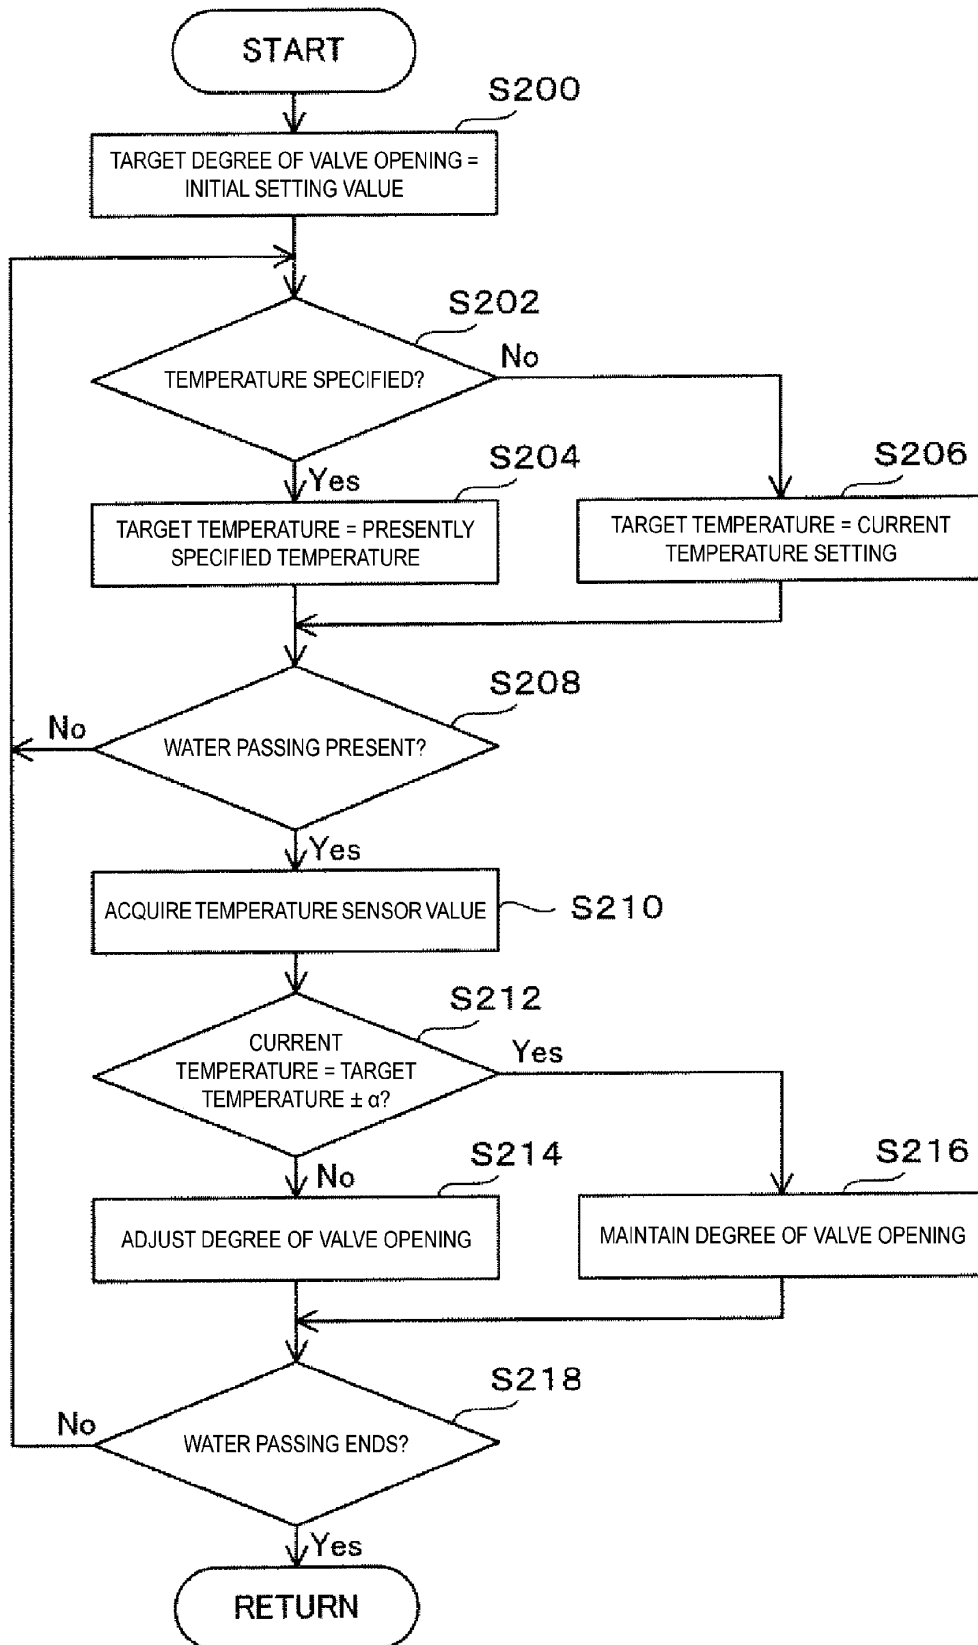 START
S200
TARGET DEGREE OF VALVE OPENING =
INITIAL SETTING VALUE
S202
TEMPERATURE SPECIFIED?
No
Yes
S204
TARGET TEMPERATURE = PRESENTLY
SPECIFIED TEMPERATURE
S206
TARGET TEMPERATURE = CURRENT
TEMPERATURE SETTING
S208
WATER PASSING PRESENT?
No
Yes
ACQUIRE TEMPERATURE SENSOR VALUE
S210
S212
CURRENT
TEMPERATURE = TARGET
TEMPERATURE ± α?
Yes
No
S214
ADJUST DEGREE OF VALVE OPENING
S216
MAINTAIN DEGREE OF VALVE OPENING
S218
WATER PASSING ENDS?
No
Yes
RETURN